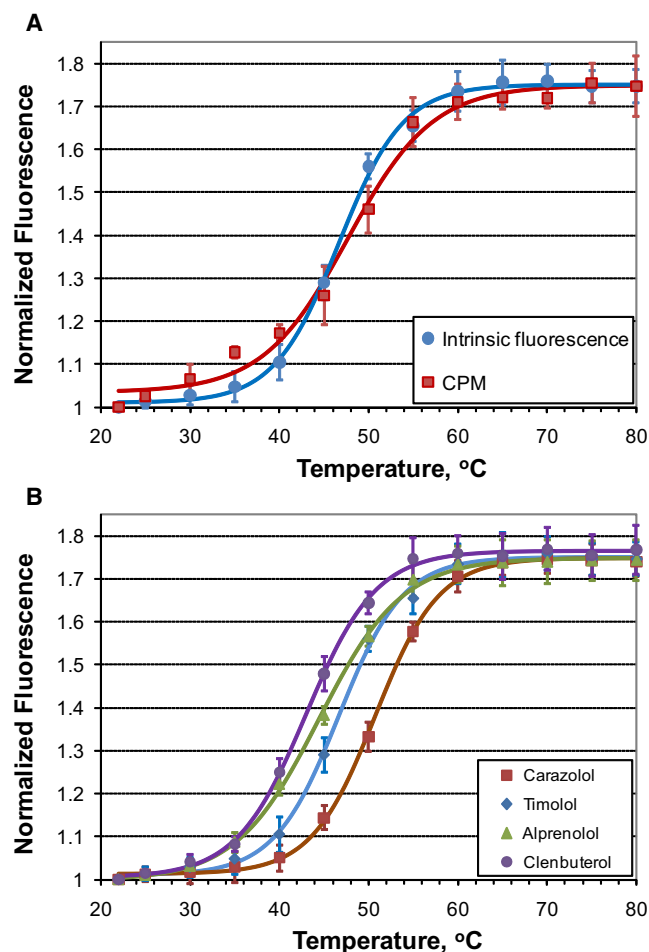 A
Normalized Fluorescence
1.8
1.7
1.6
1.5
1.4
1.3
1.2
1.1
1
Intrinsic fluorescence
CPM
20 30 40 50 60 70 80
Temperature, ºC
B
Normalized Fluorescence
1.8
1.7
1.6
1.5
1.4
1.3
1.2
1.1
1
Carazolol
Timolol
Alprenolol
Clenbuterol
20 30 40 50 60 70 80
Temperature, ºC